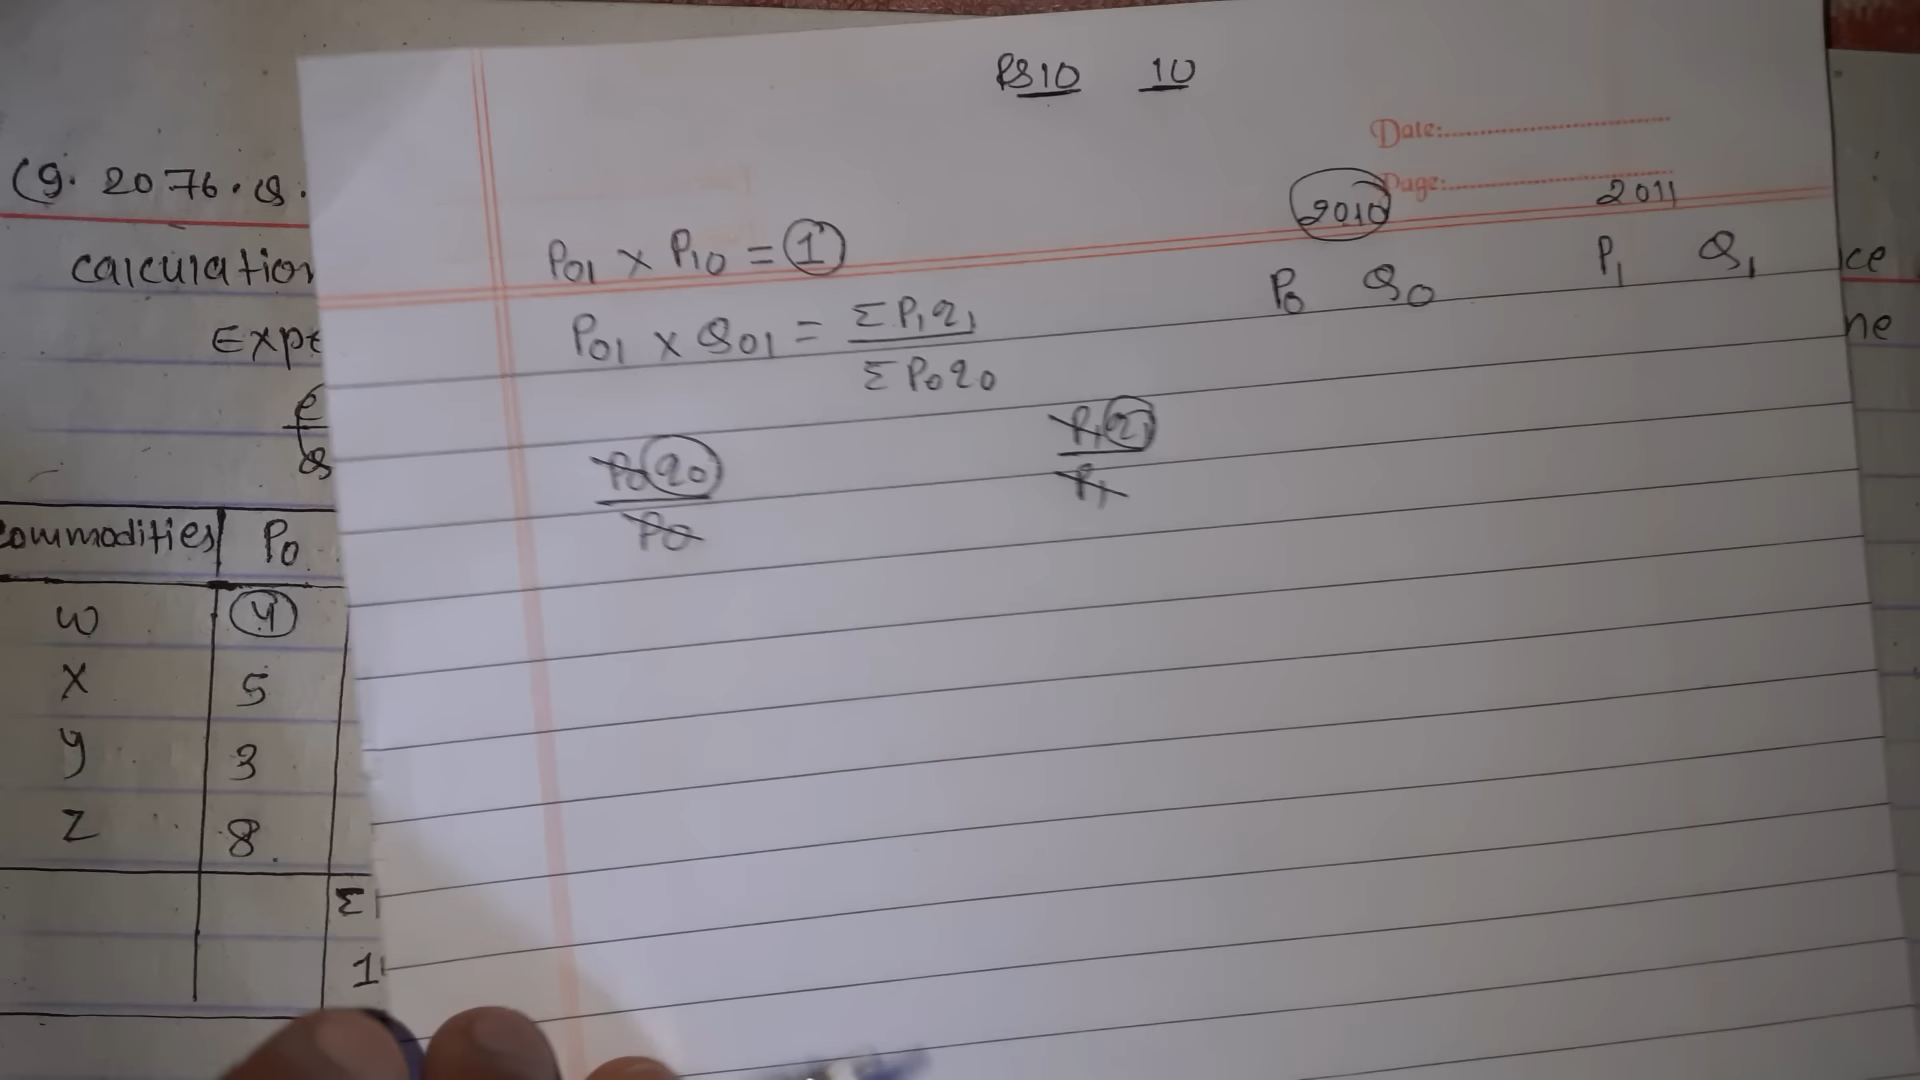 RS10 10
Date:
Page:
2010 2011
P0 Q0 P1 Q1
P01 x P10 = 1
P01 x Q01 = ΣP1q1
ΣP0q0
P0q0
P0
P1q1
P1
(g. 2076. Q.
calculation
Expe
commodities P0
w 4
x 5
y 3
z 8.
Σ
1
ce
ne